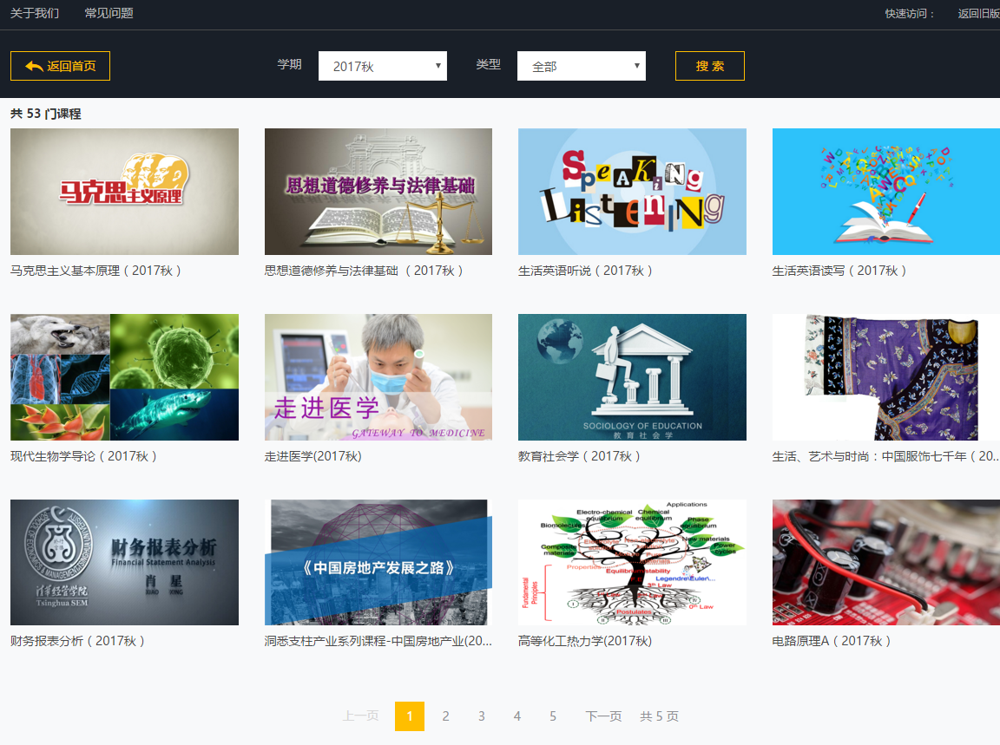 关于我们 常见问题 快速访问： 返回旧版
返回首页 学期 2017秋 类型 全部 搜 索
共 53 门课程
马克思主义原理
思想道德修养与法律基础
SPEAKING
LISTENING
马克思主义基本原理（2017秋）
思想道德修养与法律基础 （2017秋）
生活英语听说（2017秋）
生活英语读写（2017秋）
走进医学
GATEWAY TO MEDICINE
SOCIOLOGY OF EDUCATION
教育社会学
现代生物学导论（2017秋）
走进医学(2017秋)
教育社会学（2017秋）
生活、艺术与时尚：中国服饰七千年（20...
财务报表分析
Financial Statement Analysis
肖 星
XIAO XING
清华经管学院
Tsinghua SEM
《中国房地产发展之路》
Applications
Electro-chemical equilibrium
Chemical equilibrium
Phase equilibrium
Biomolecules
New materials
Composite materials
Power cycles
Properties
Equilibrium/stability
Legendre/Euler/...
3rd Law
1st Law
0th Law
Postulates
Fundamental
Principles
财务报表分析（2017秋）
洞悉支柱产业系列课程-中国房地产业(20...
高等化工热力学(2017秋)
电路原理A（2017秋）
上一页 1 2 3 4 5 下一页 共 5 页